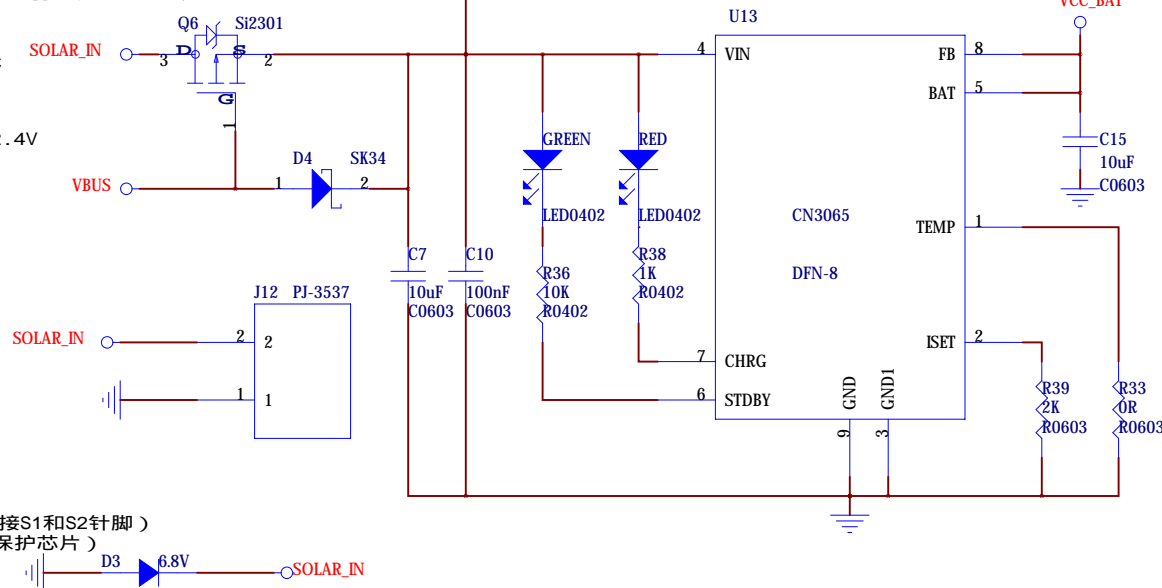 VCC_BAT
U13
Q6 Si2301
SOLAR_IN
3 D S 2
4 VIN
FB 8
G
BAT 5
1
.4V
GREEN RED
C15
10uF
C0603
D4 SK34
VBUS
1 2
LED0402 LED0402
CN3065
TEMP 1
C7
10uF
C0603
C10
100nF
C0603
R36
10K
R0402
R38
1K
R0402
DFN-8
J12 PJ-3537
SOLAR_IN
2 2
ISET 2
7 CHRG
1 1
6 STDBY
GND
GND1
9
3
R39
2K
R0603
R33
0R
R0603
接S1和S2针脚）
保护芯片）
D3 6.8V
SOLAR_IN